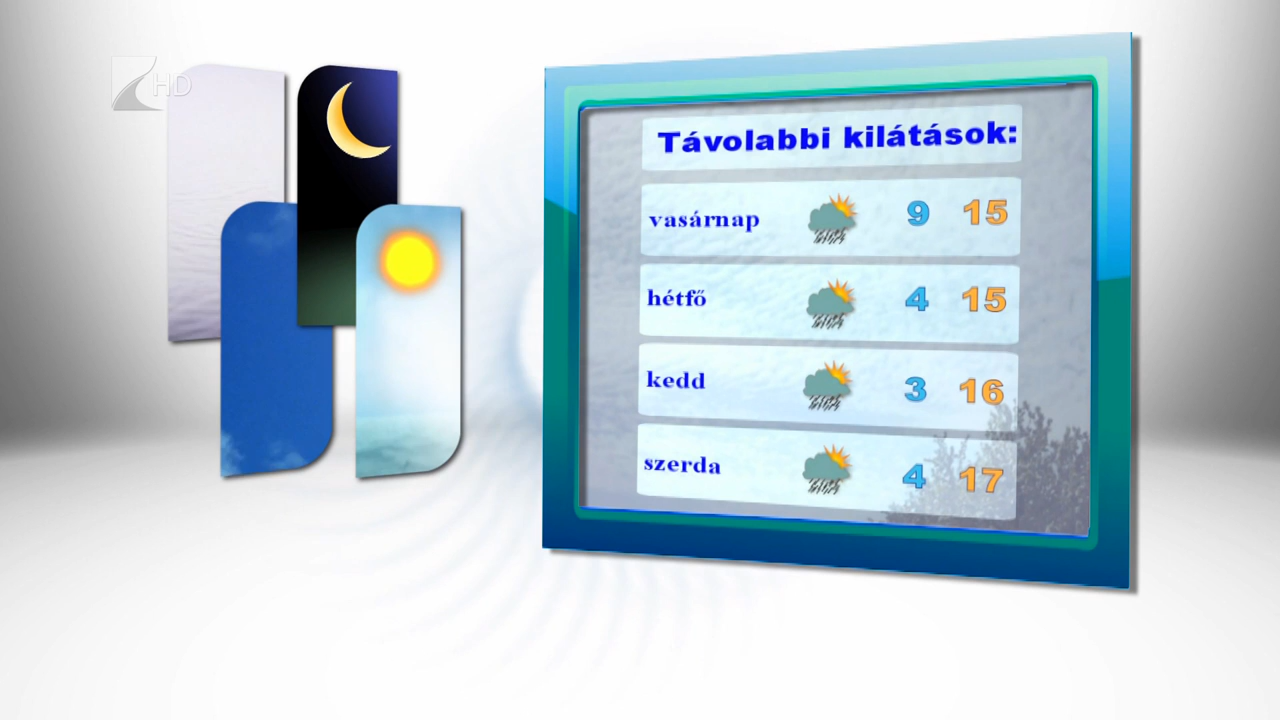 HD
Távolabbi kilátások:
vasárnap 9 15
hétfő 4 15
kedd 3 16
szerda 4 17